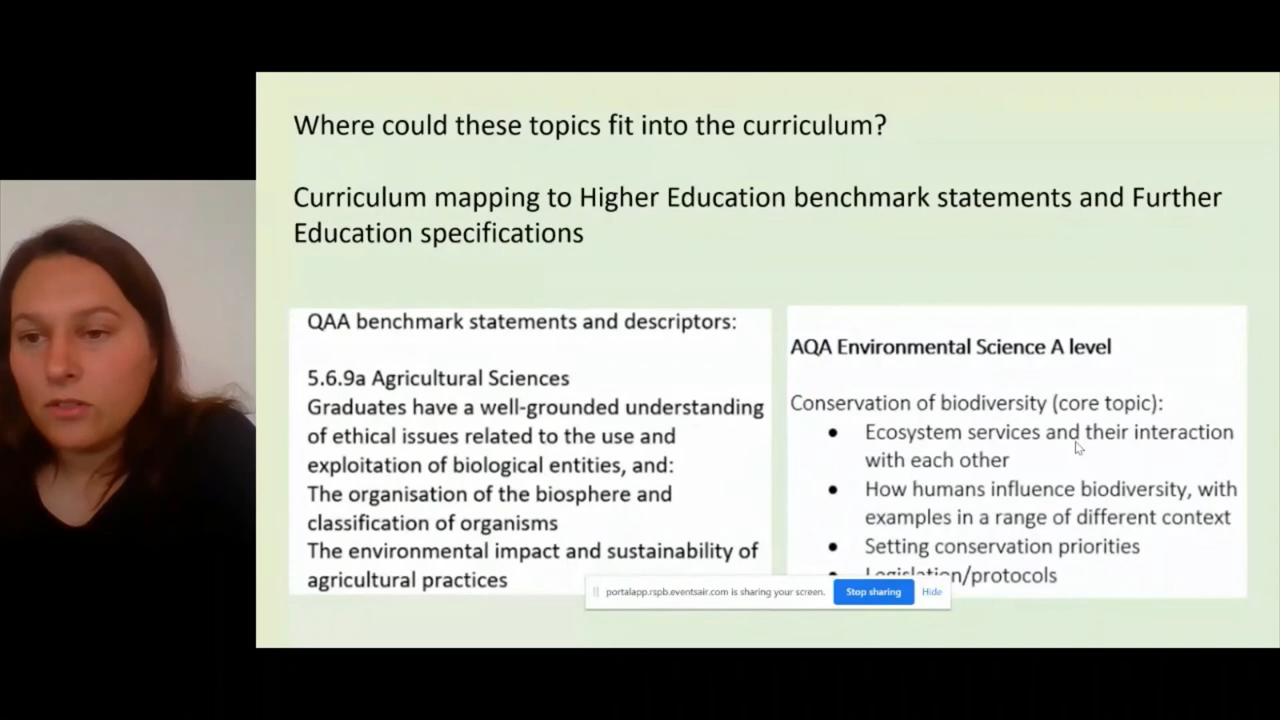 Where could these topics fit into the curriculum?
Curriculum mapping to Higher Education benchmark statements and Further
Education specifications
QAA benchmark statements and descriptors:
5.6.9a Agricultural Sciences
Graduates have a well-grounded understanding
of ethical issues related to the use and
exploitation of biological entities, and:
The organisation of the biosphere and
classification of organisms
The environmental impact and sustainability of
agricultural practices
AQA Environmental Science A level
Conservation of biodiversity (core topic):
• Ecosystem services and their interaction
with each other
• How humans influence biodiversity, with
examples in a range of different context
• Setting conservation priorities
• Legislation/protocols
portalapp.rspb.eventsair.com is sharing your screen.
Stop sharing
Hide